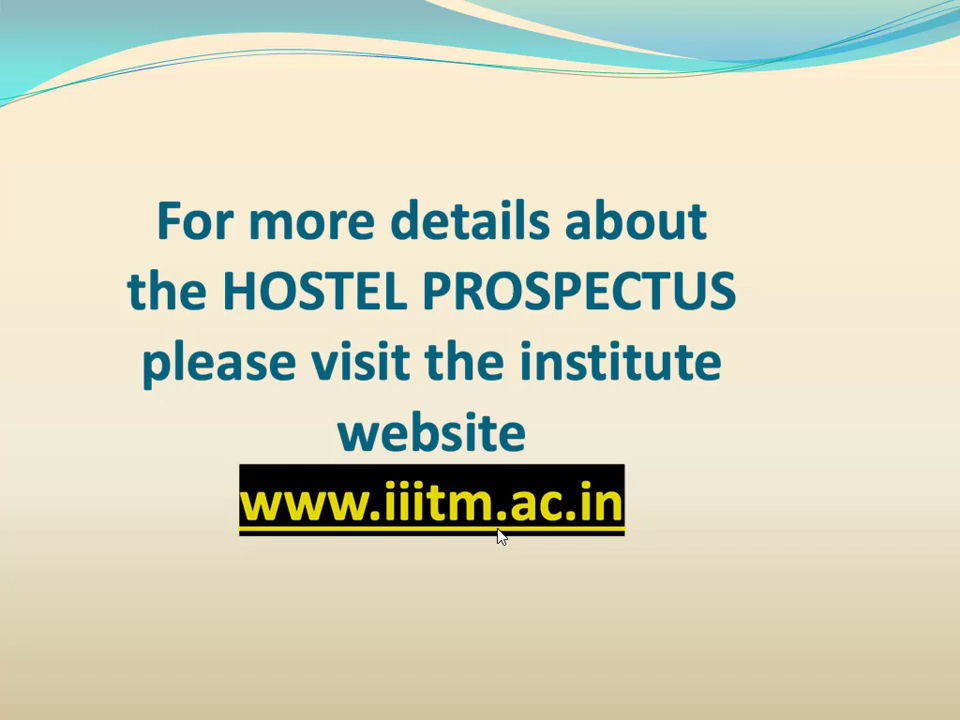 For more details about
the HOSTEL PROSPECTUS
please visit the institute
website
www.iiitm.ac.in